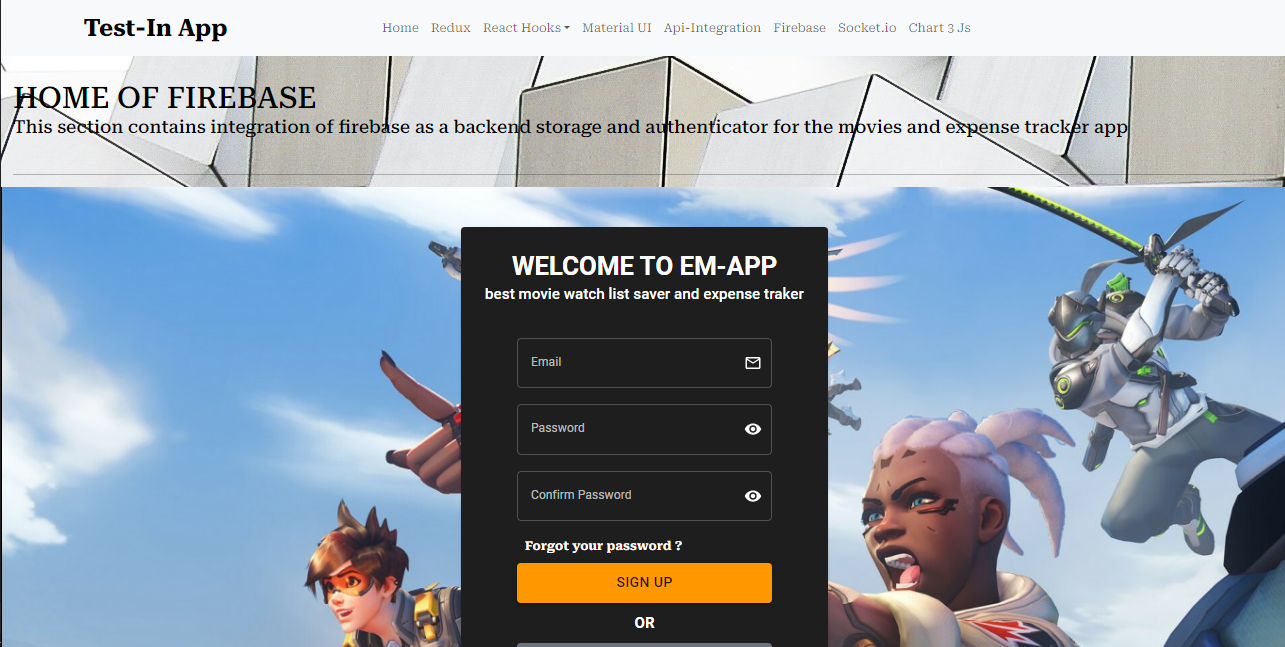 Test-In App
Home Redux React Hooks Material UI Api-Integration Firebase Socket.io Chart 3 Js
HOME OF FIREBASE
This section contains integration of firebase as a backend storage and authenticator for the movies and expense tracker app
WELCOME TO EM-APP
best movie watch list saver and expense traker
Email
Password
Confirm Password
Forgot your password ?
SIGN UP
OR